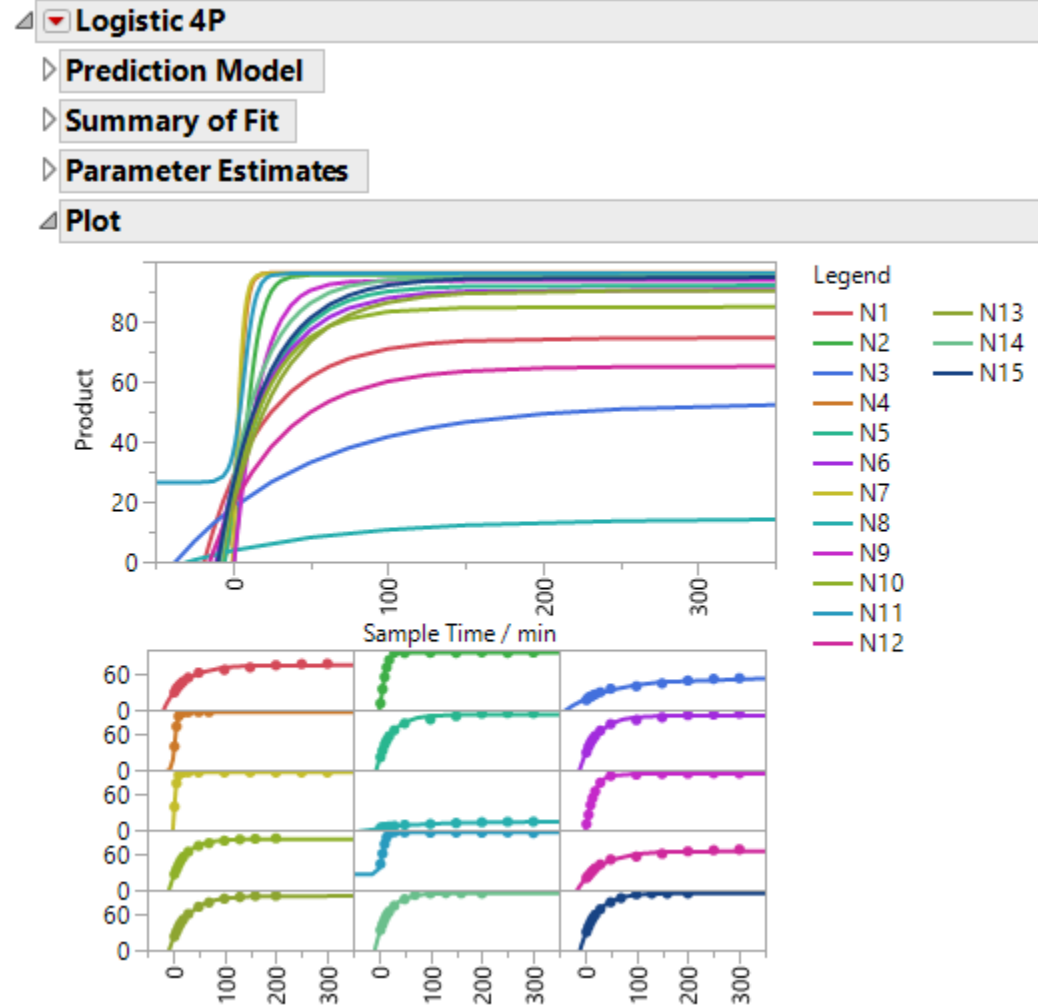 Logistic 4P
Prediction Model
Summary of Fit
Parameter Estimates
Plot
Product
80
60
40
20
0
0
100
200
300
Sample Time / min
Legend
N1
N2
N3
N4
N5
N6
N7
N8
N9
N10
N11
N12
N13
N14
N15
60
0
60
0
60
0
60
0
60
0
0
100
200
300
0
100
200
300
0
100
200
300